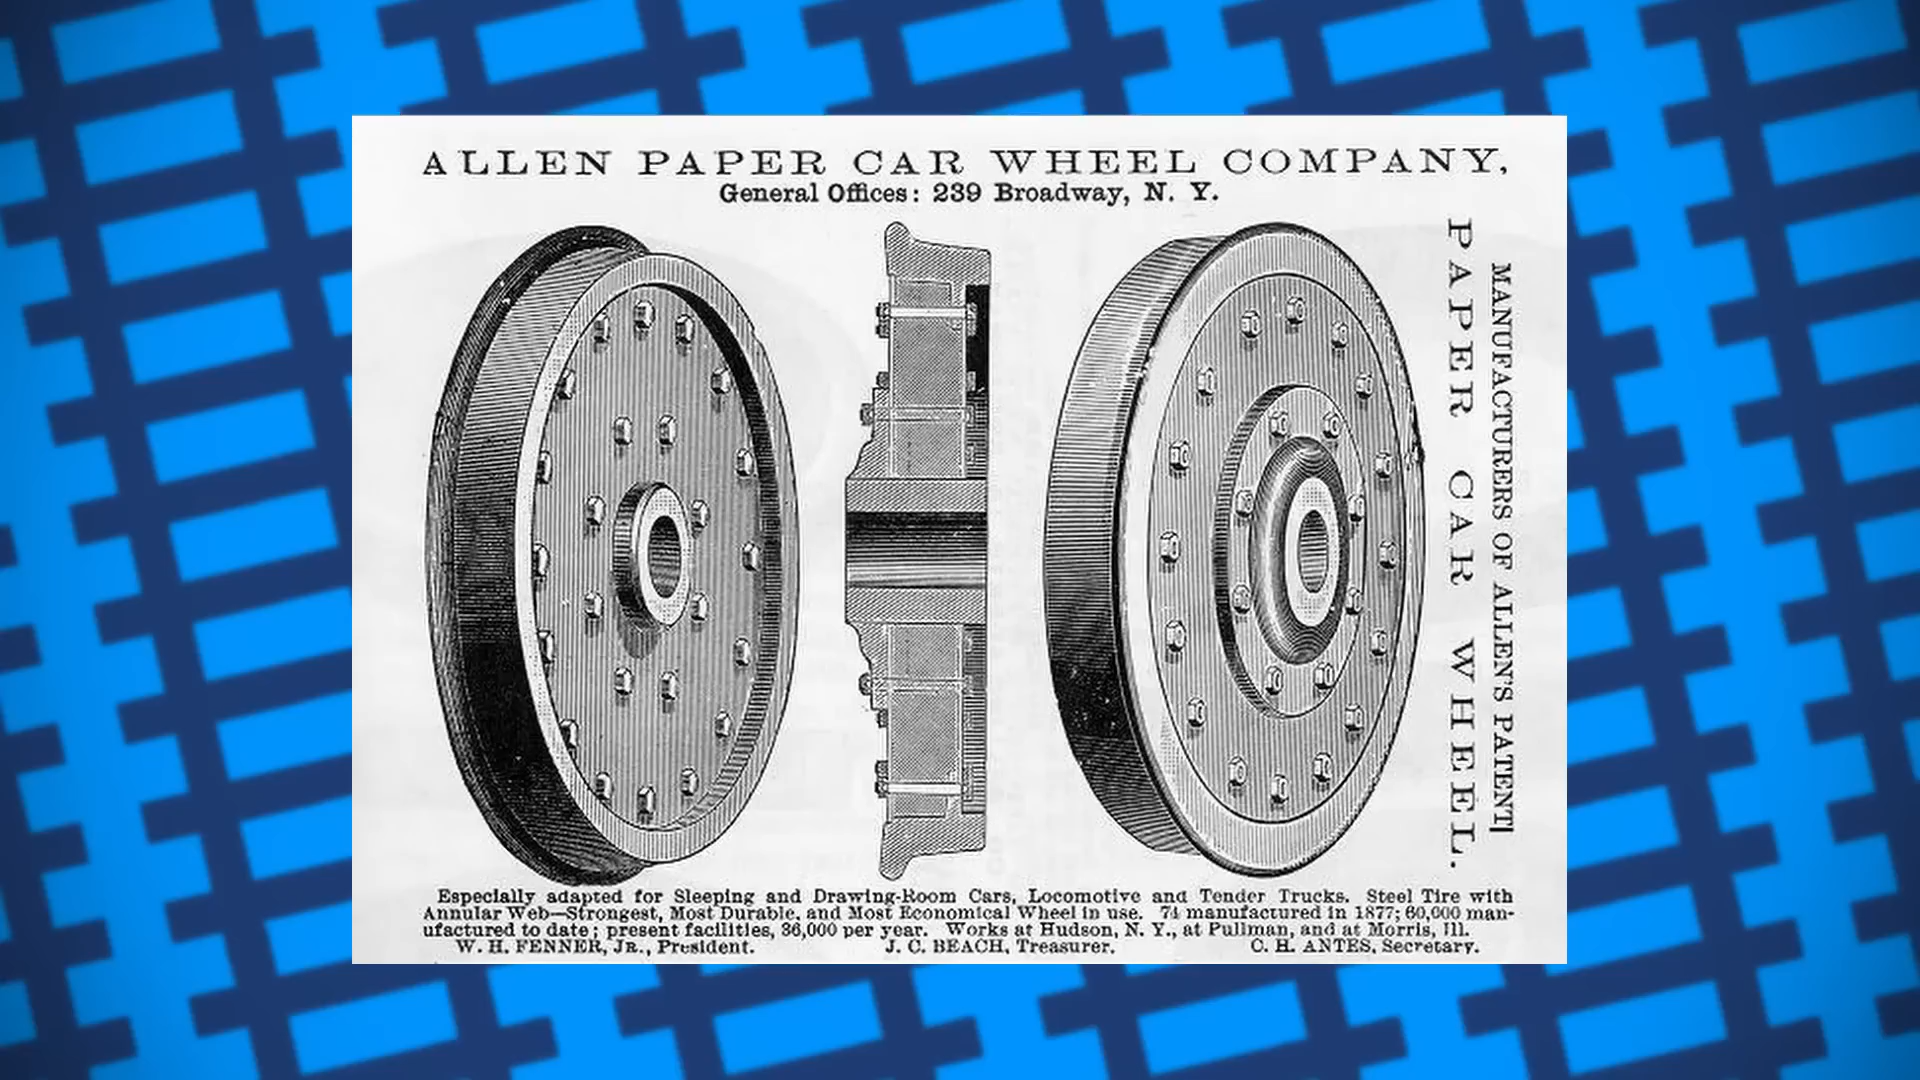 ALLEN PAPER CAR WHEEL COMPANY,
General Offices: 239 Broadway, N. Y.
MANUFACTURERS OF ALLEN'S PATENT
PAPER CAR WHEEL.
Especially adapted for Sleeping and Drawing-Room Cars, Locomotive and Tender Trucks. Steel Tire with
Annular Web—Strongest, Most Durable, and Most Economical Wheel in use. 74 manufactured in 1877; 60,000 man-
ufactured to date; present facilities, 36,000 per year. Works at Hudson, N. Y., at Pullman, and at Morris, Ill.
W. H. FENNER, Jr., President. J. C. BEACH, Treasurer. C. H. ANTES, Secretary.